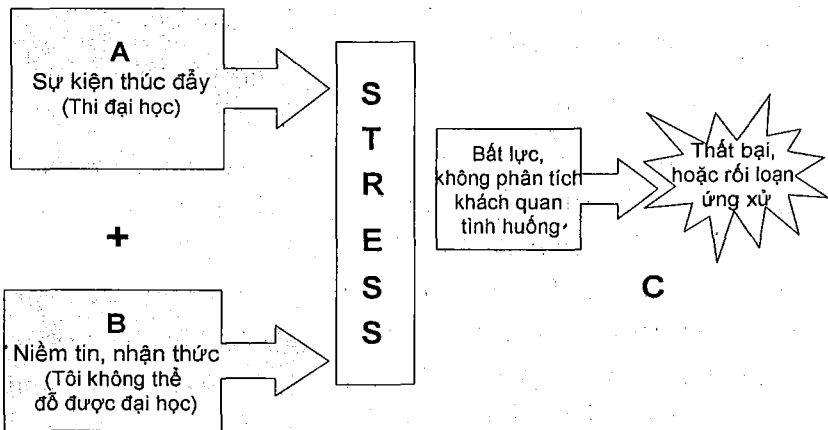 A
Sự kiện thúc đẩy
(Thi đại học)
+
B
Niềm tin, nhận thức
(Tôi không thể
đỗ được đại học)
S
T
R
E
S
S
Bất lực,
không phân tích
khách quan
tình huống
Thất bại,
hoặc rối loạn
ứng xử
C